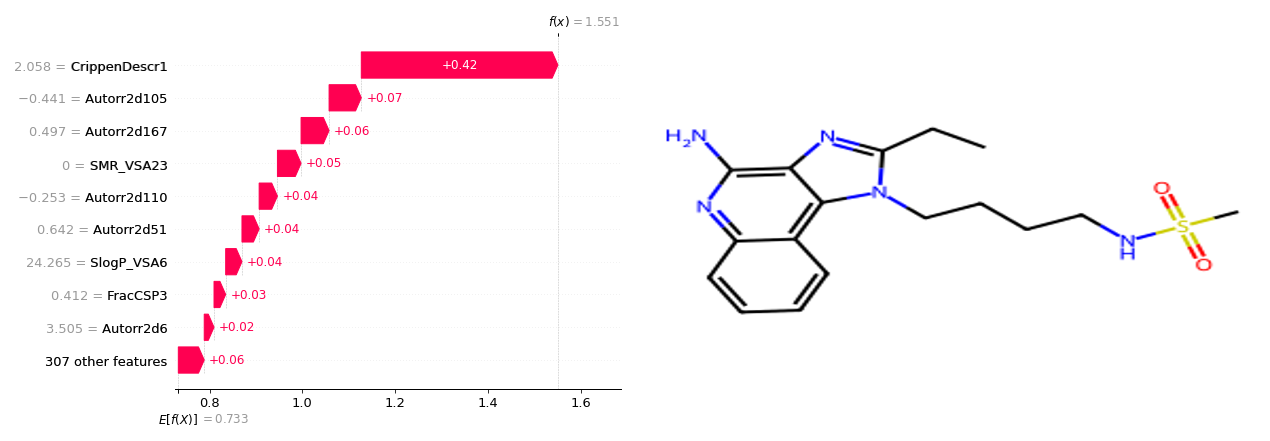 f(x) = 1.551
2.058 = CrippenDescr1
+0.42
−0.441 = Autorr2d105
+0.07
0.497 = Autorr2d167
+0.06
0 = SMR_VSA23
+0.05
−0.253 = Autorr2d110
+0.04
0.642 = Autorr2d51
+0.04
24.265 = SlogP_VSA6
+0.04
0.412 = FracCSP3
+0.03
3.505 = Autorr2d6
+0.02
307 other features
+0.06
0.8 1.0 1.2 1.4 1.6
E[f(X)] = 0.733
H₂N
N
N
N
N
H
O
S
O